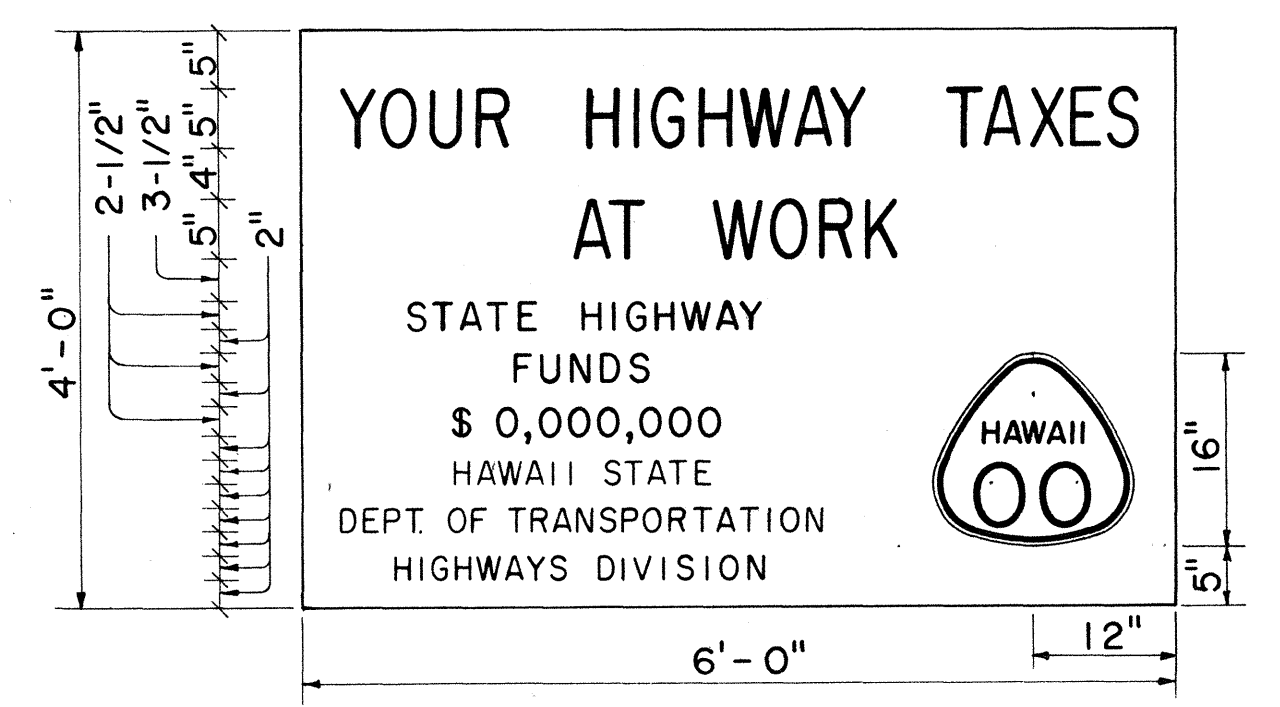 YOUR HIGHWAY TAXES
AT WORK
STATE HIGHWAY
FUNDS
$ 0,000,000
HAWAII STATE
DEPT. OF TRANSPORTATION
HIGHWAYS DIVISION
HAWAII
00
4'-0"
2-1/2"
3-1/2"
5"
5"
4"
5"
2"
16"
5"
12"
6'-0"